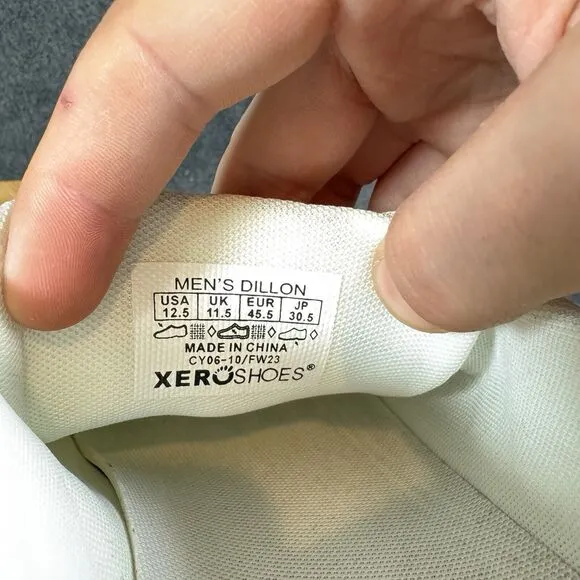 MEN'S DILLON
USA UK EUR JP
12.5 11.5 45.5 30.5
MADE IN CHINA
CY06-10/FW23
XEROSHOES®